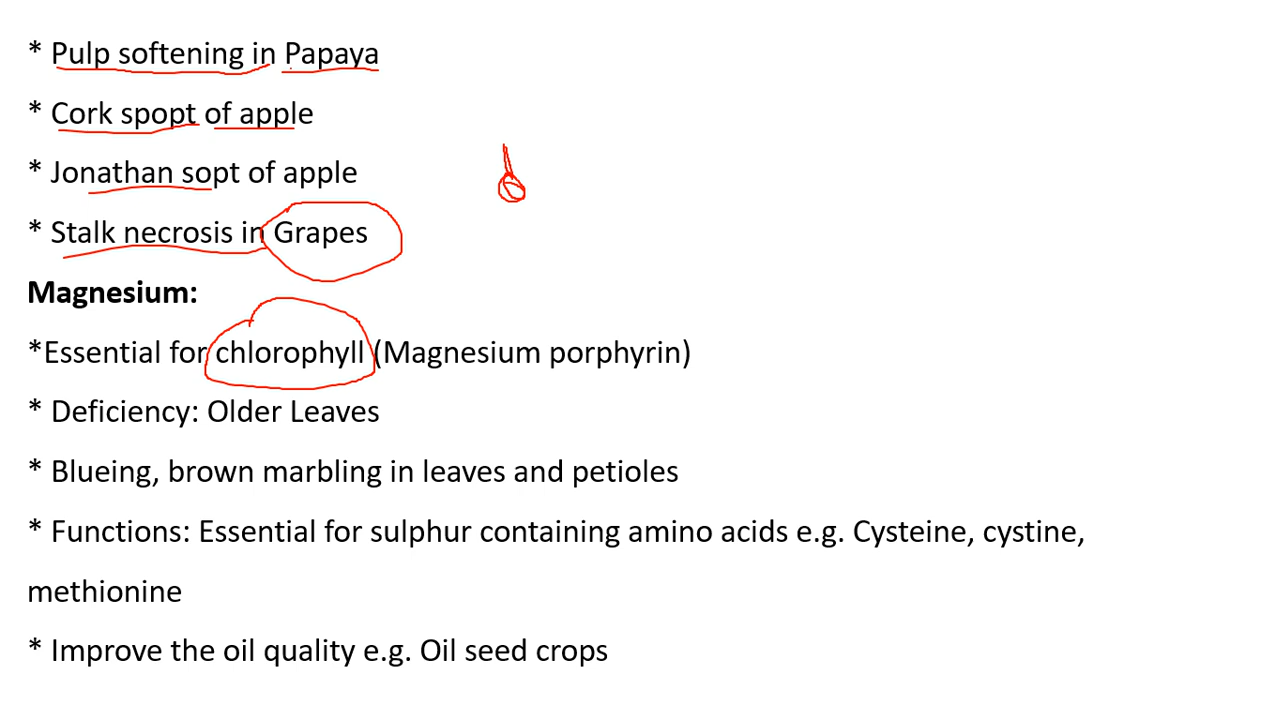 * Pulp softening in Papaya
* Cork spopt of apple
* Jonathan sopt of apple
* Stalk necrosis in Grapes
Magnesium:
*Essential for chlorophyll (Magnesium porphyrin)
* Deficiency: Older Leaves
* Blueing, brown marbling in leaves and petioles
* Functions: Essential for sulphur containing amino acids e.g. Cysteine, cystine,
methionine
* Improve the oil quality e.g. Oil seed crops